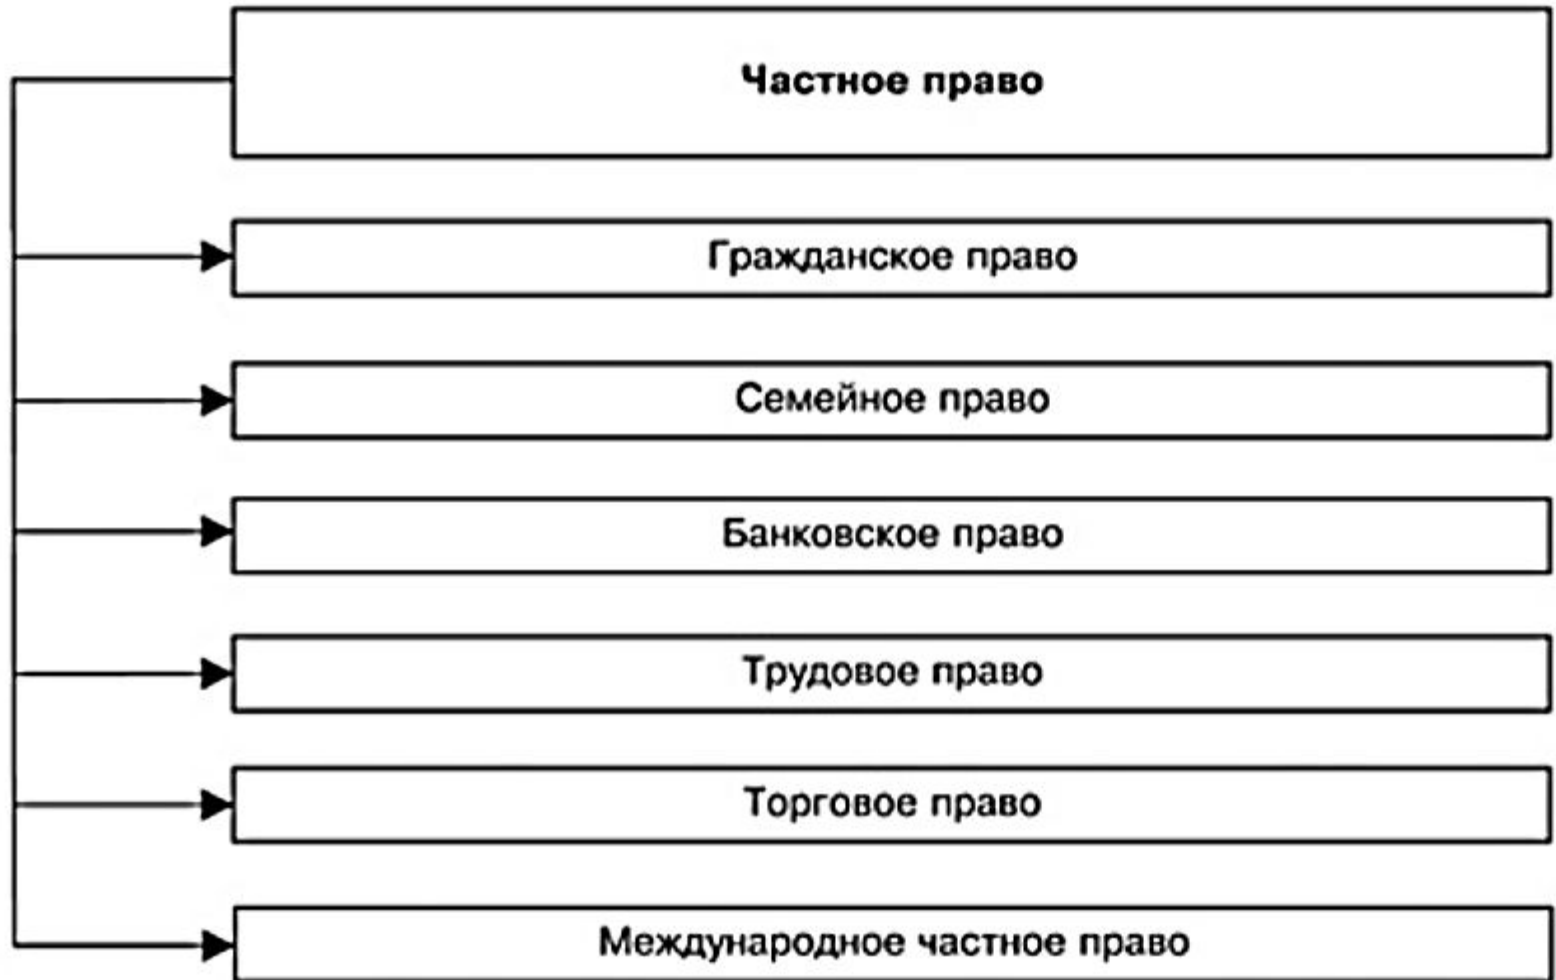 Частное право
Гражданское право
Семейное право
Банковское право
Трудовое право
Торговое право
Международное частное право